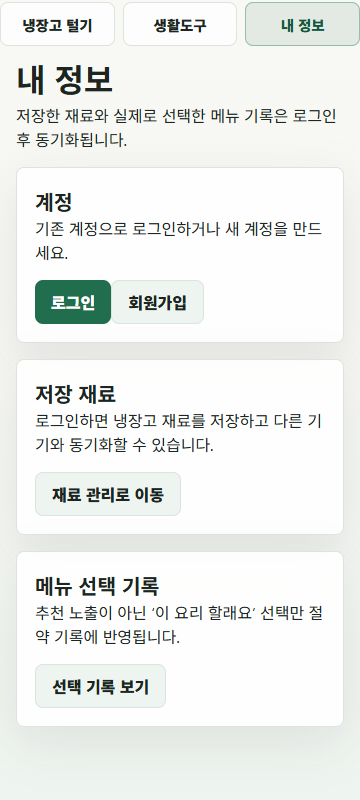 냉장고 털기
생활도구
내 정보
내 정보
저장한 재료와 실제로 선택한 메뉴 기록은 로그인
후 동기화됩니다.
계정
기존 계정으로 로그인하거나 새 계정을 만드
세요.
로그인
회원가입
저장 재료
로그인하면 냉장고 재료를 저장하고 다른 기
기와 동기화할 수 있습니다.
재료 관리로 이동
메뉴 선택 기록
추천 노출이 아닌 ‘이 요리 할래요’ 선택만 절
약 기록에 반영됩니다.
선택 기록 보기